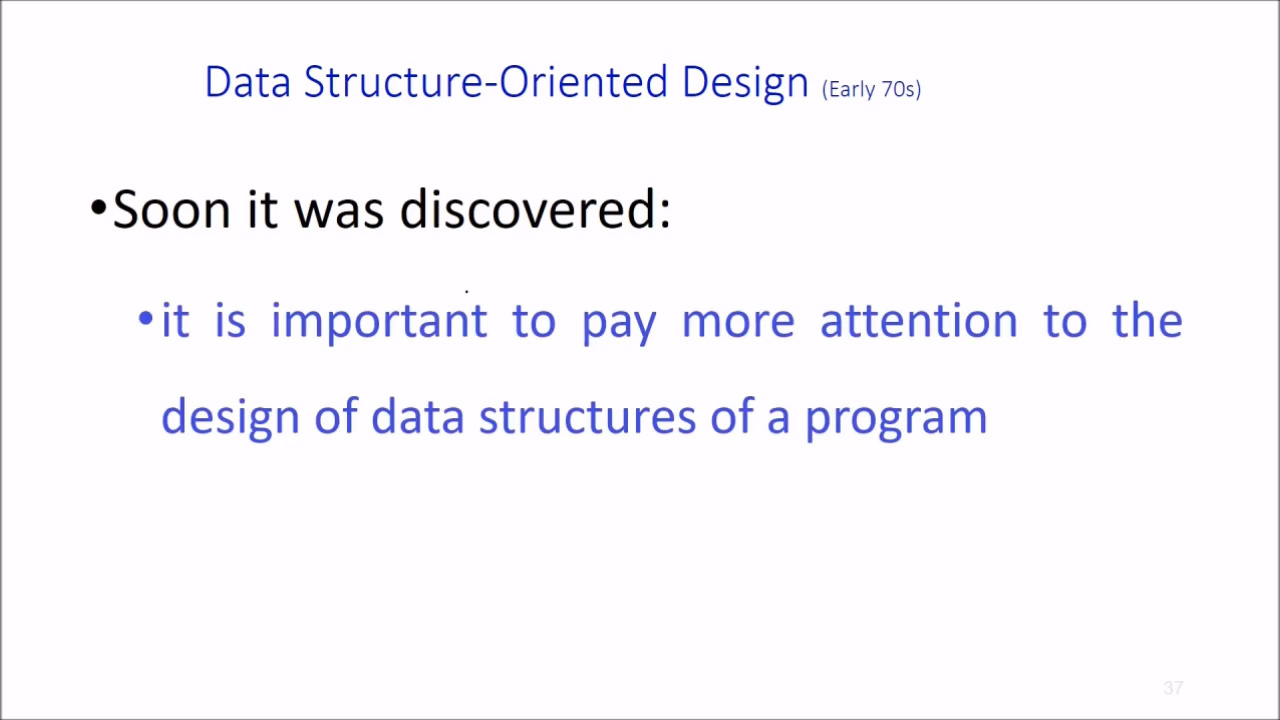 Data Structure-Oriented Design (Early 70s)
•Soon it was discovered:
•it is important to pay more attention to the
design of data structures of a program
37